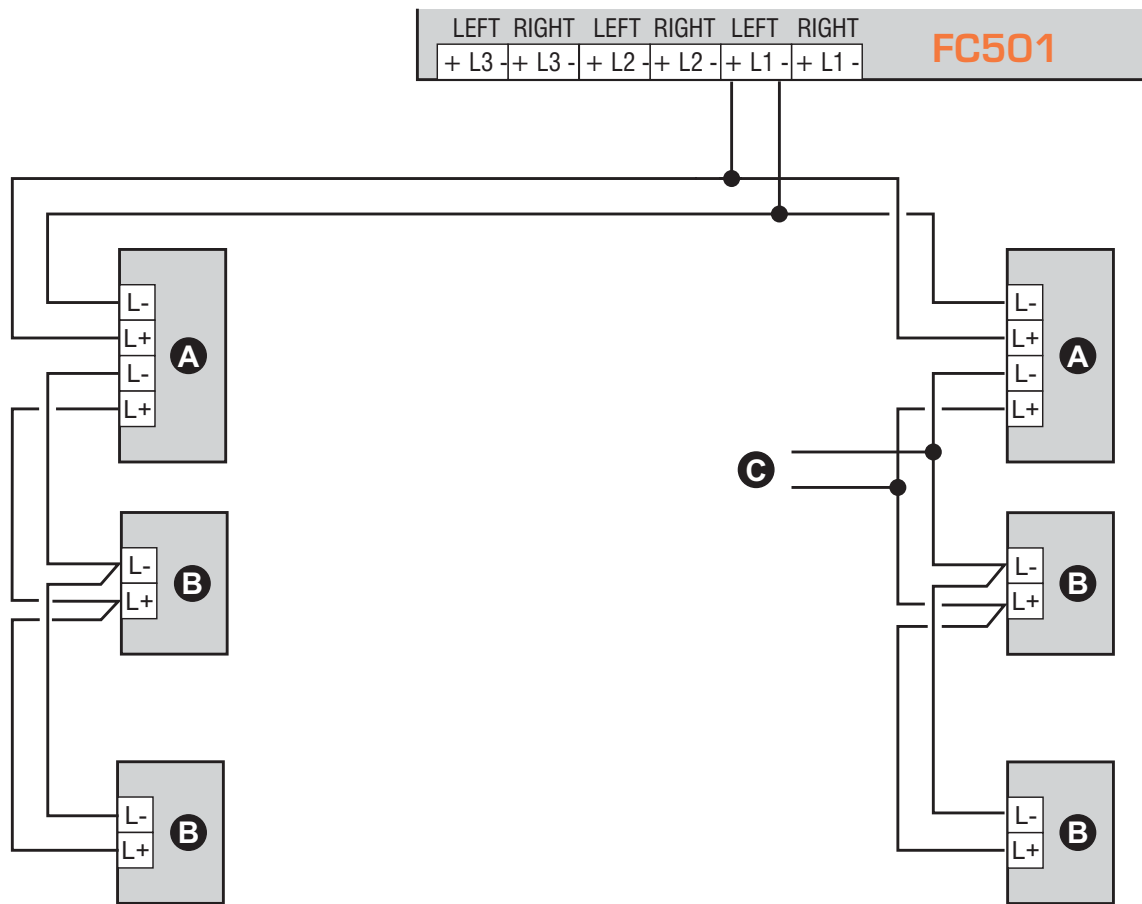 LEFT RIGHT LEFT RIGHT LEFT RIGHT
FC501
+ L3 - + L3 - + L2 - + L2 - + L1 - + L1 -
L-
L+
L-
L+
A
L-
L+
L-
L+
A
C
L-
L+
B
L-
L+
B
L-
L+
B
L-
L+
B